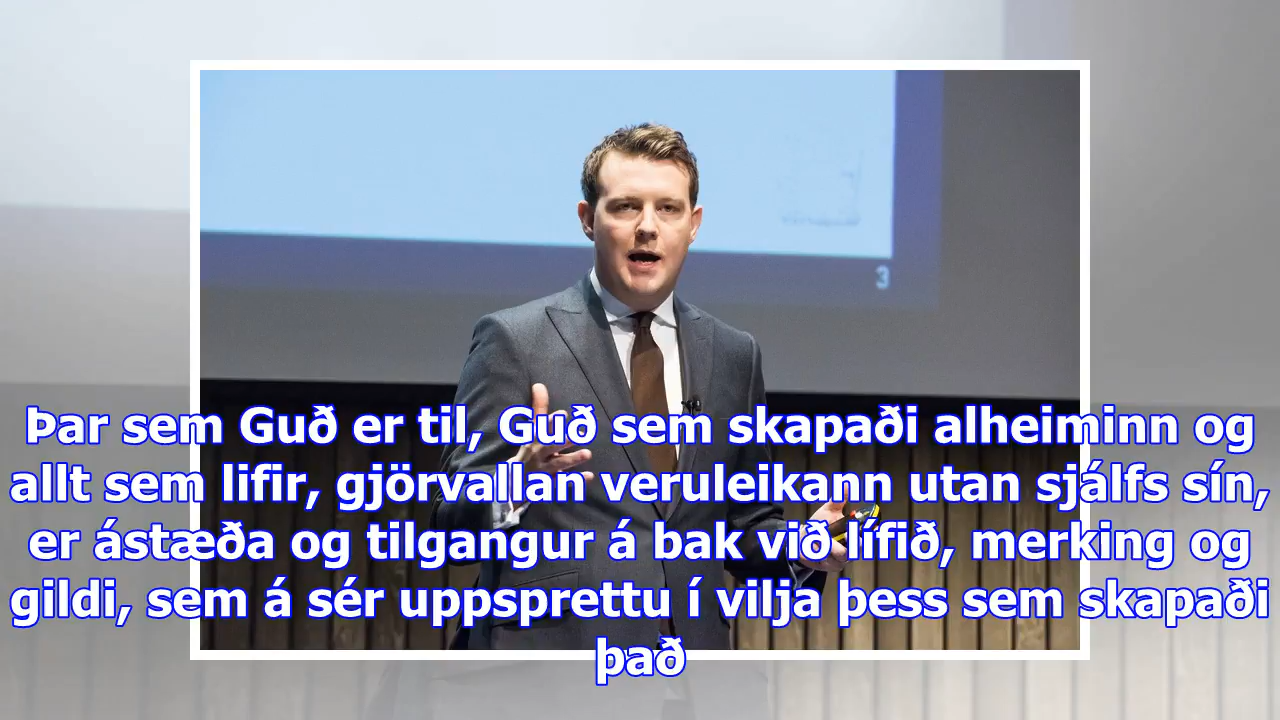 3
Þar sem Guð er til, Guð sem skapaði alheiminn og
allt sem lifir, gjörvallan veruleikann utan sjálfs sín,
er ástæða og tilgangur á bak við lífið, merking og
gildi, sem á sér uppsprettu í vilja þess sem skapaði
það